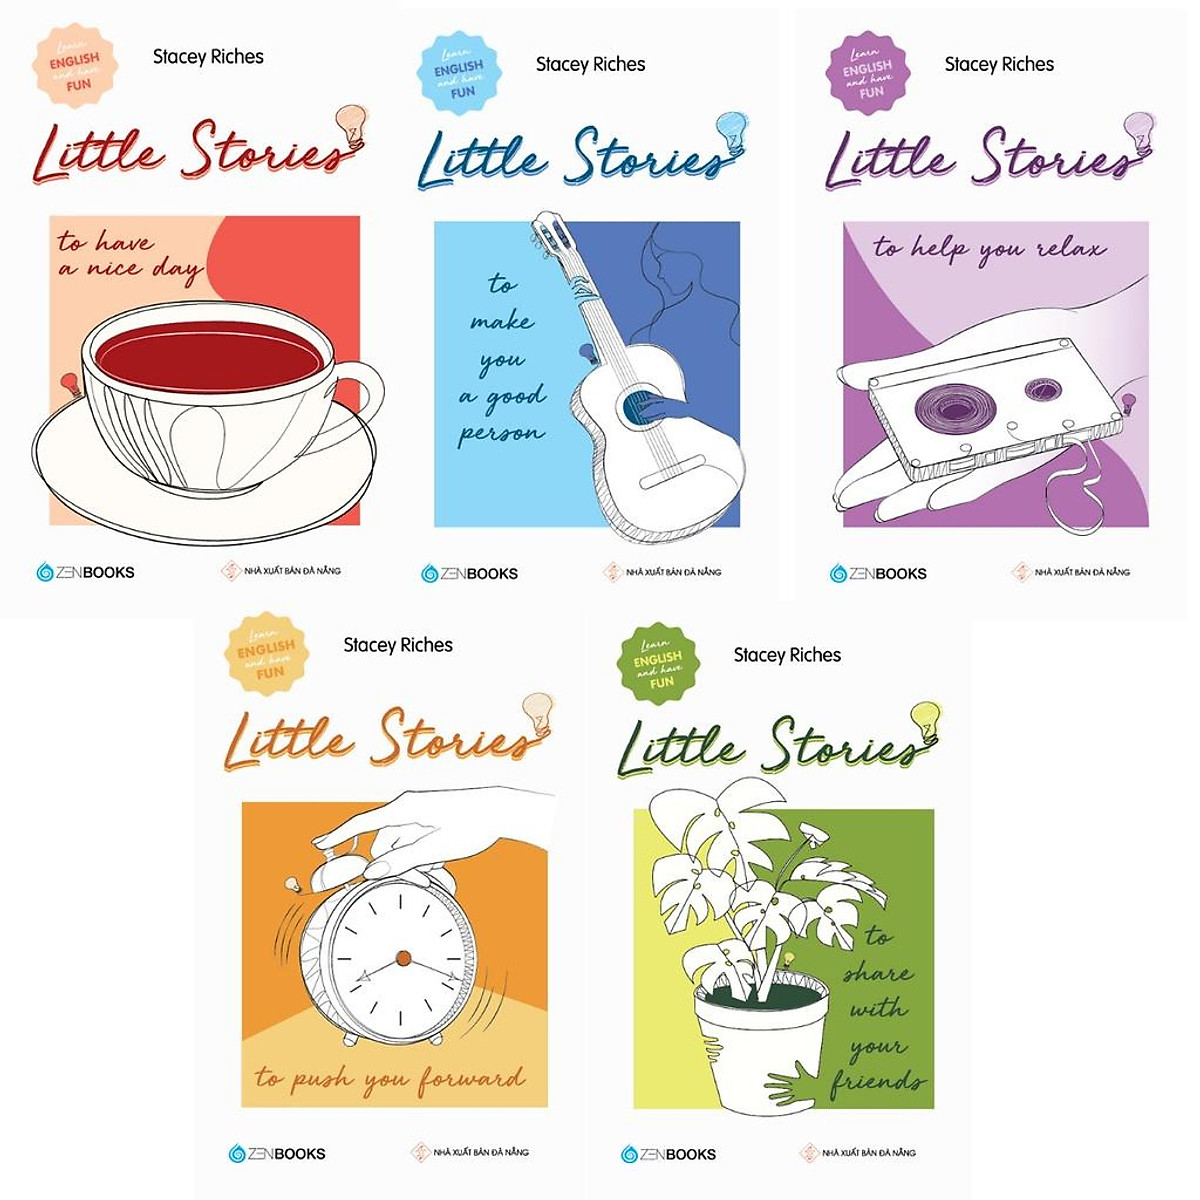 Learn
ENGLISH
and have
FUN
Stacey Riches
Little Stories
to have
a nice day
ZENBOOKS
NHÀ XUẤT BẢN ĐÀ NẴNG
Learn
ENGLISH
and have
FUN
Stacey Riches
Little Stories
to
make
you
a good
person
ZENBOOKS
NHÀ XUẤT BẢN ĐÀ NẴNG
Learn
ENGLISH
and have
FUN
Stacey Riches
Little Stories
to help you relax
ZENBOOKS
NHÀ XUẤT BẢN ĐÀ NẴNG
Learn
ENGLISH
and have
FUN
Stacey Riches
Little Stories
to push you forward
ZENBOOKS
NHÀ XUẤT BẢN ĐÀ NẴNG
Learn
ENGLISH
and have
FUN
Stacey Riches
Little Stories
to
share
with
your
friends
ZENBOOKS
NHÀ XUẤT BẢN ĐÀ NẴNG